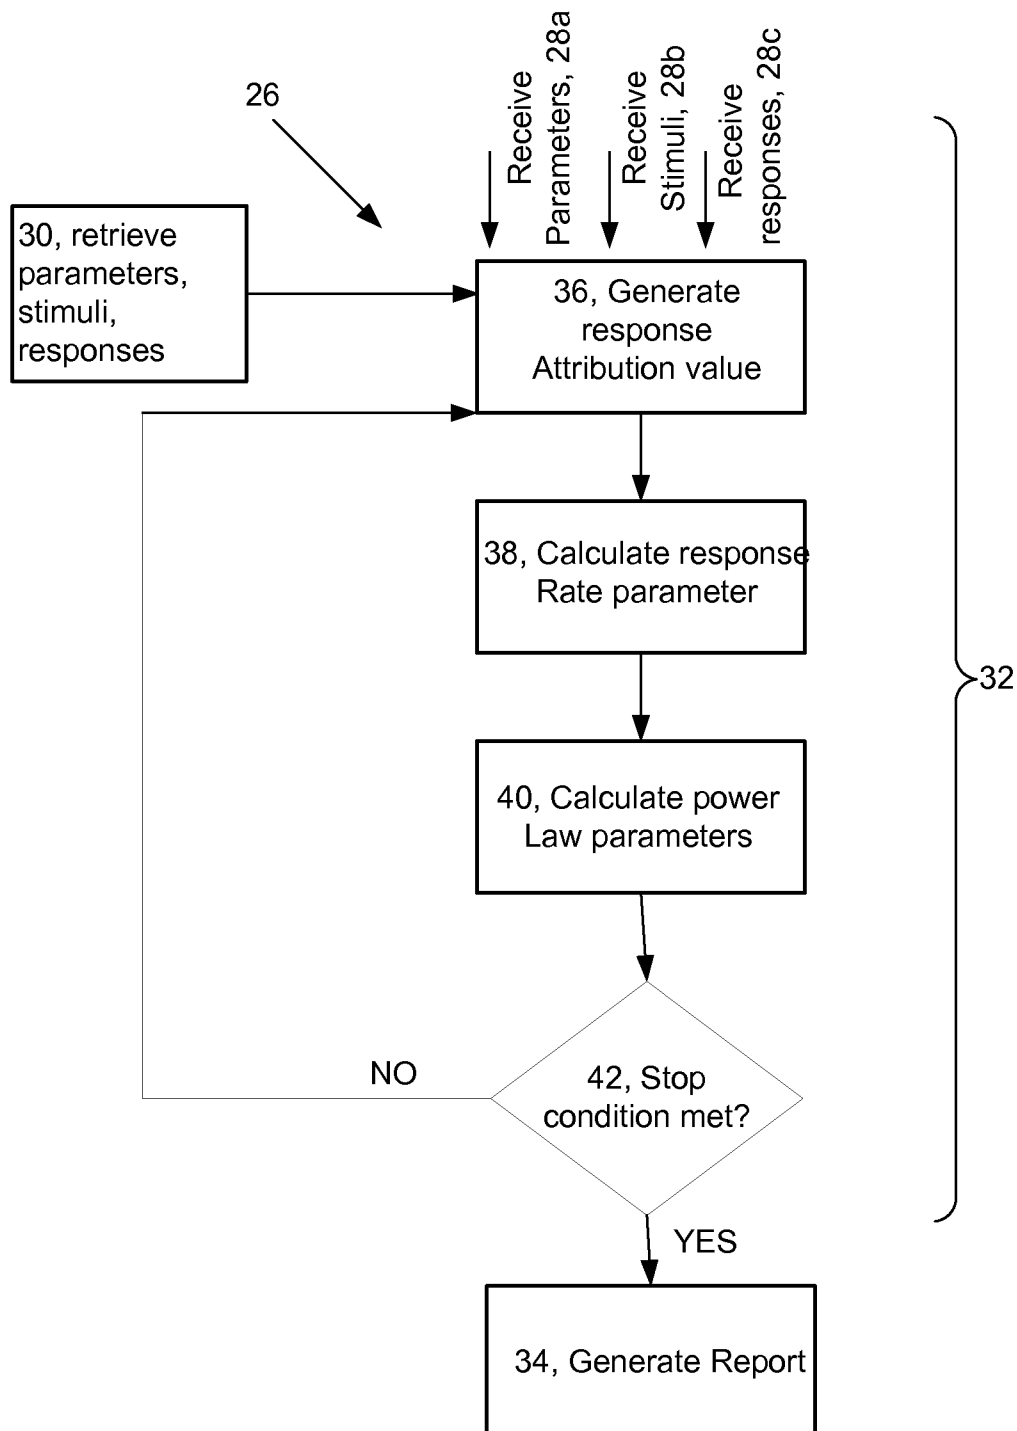 26
Receive
Parameters, 28a
Receive
Stimuli, 28b
Receive
responses, 28c
30, retrieve
parameters,
stimuli,
responses
36, Generate
response
Attribution value
38, Calculate response
Rate parameter
32
40, Calculate power
Law parameters
NO
42, Stop
condition met?
YES
34, Generate Report